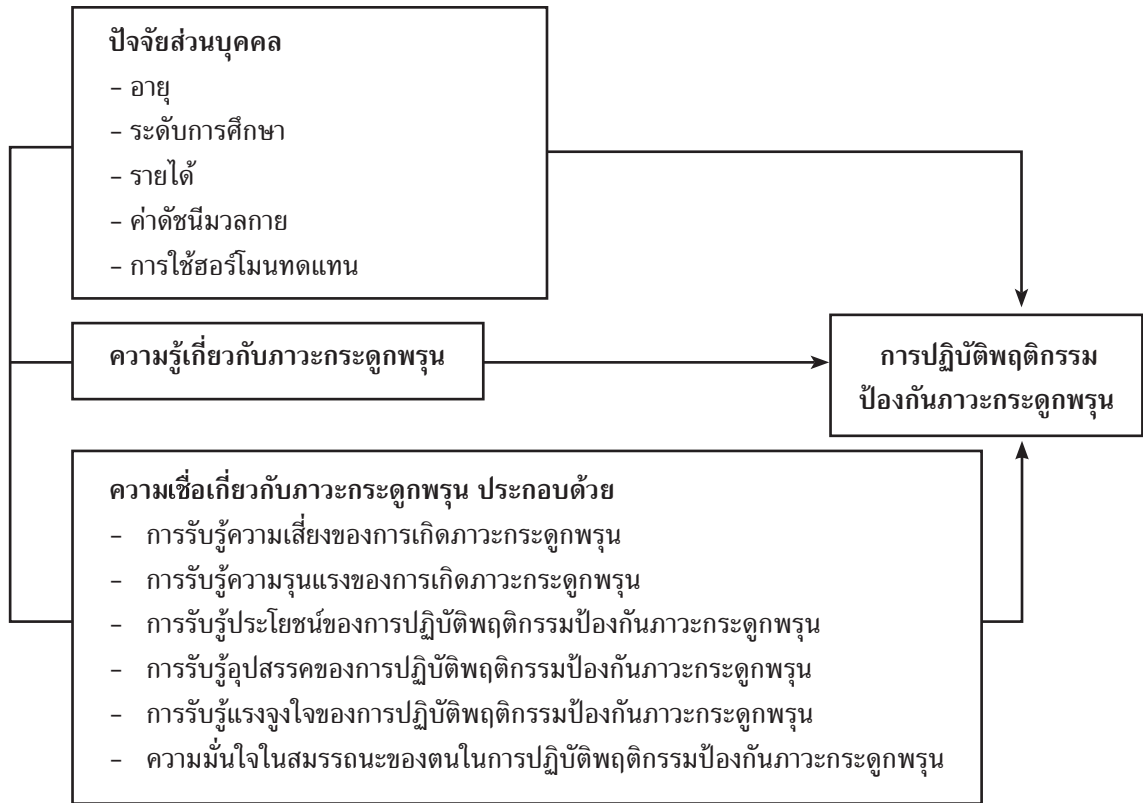 ปัจจัยส่วนบุคคล
– อายุ
– ระดับการศึกษา
– รายได้
– ค่าดัชนีมวลกาย
– การใช้ฮอร์โมนทดแทน
ความรู้เกี่ยวกับภาวะกระดูกพรุน
การปฏิบัติพฤติกรรม
ป้องกันภาวะกระดูกพรุน
ความเชื่อเกี่ยวกับภาวะกระดูกพรุน ประกอบด้วย
– การรับรู้ความเสี่ยงของการเกิดภาวะกระดูกพรุน
– การรับรู้ความรุนแรงของการเกิดภาวะกระดูกพรุน
– การรับรู้ประโยชน์ของการปฏิบัติพฤติกรรมป้องกันภาวะกระดูกพรุน
– การรับรู้อุปสรรคของการปฏิบัติพฤติกรรมป้องกันภาวะกระดูกพรุน
– การรับรู้แรงจูงใจของการปฏิบัติพฤติกรรมป้องกันภาวะกระดูกพรุน
– ความมั่นใจในสมรรถนะของตนในการปฏิบัติพฤติกรรมป้องกันภาวะกระดูกพรุน